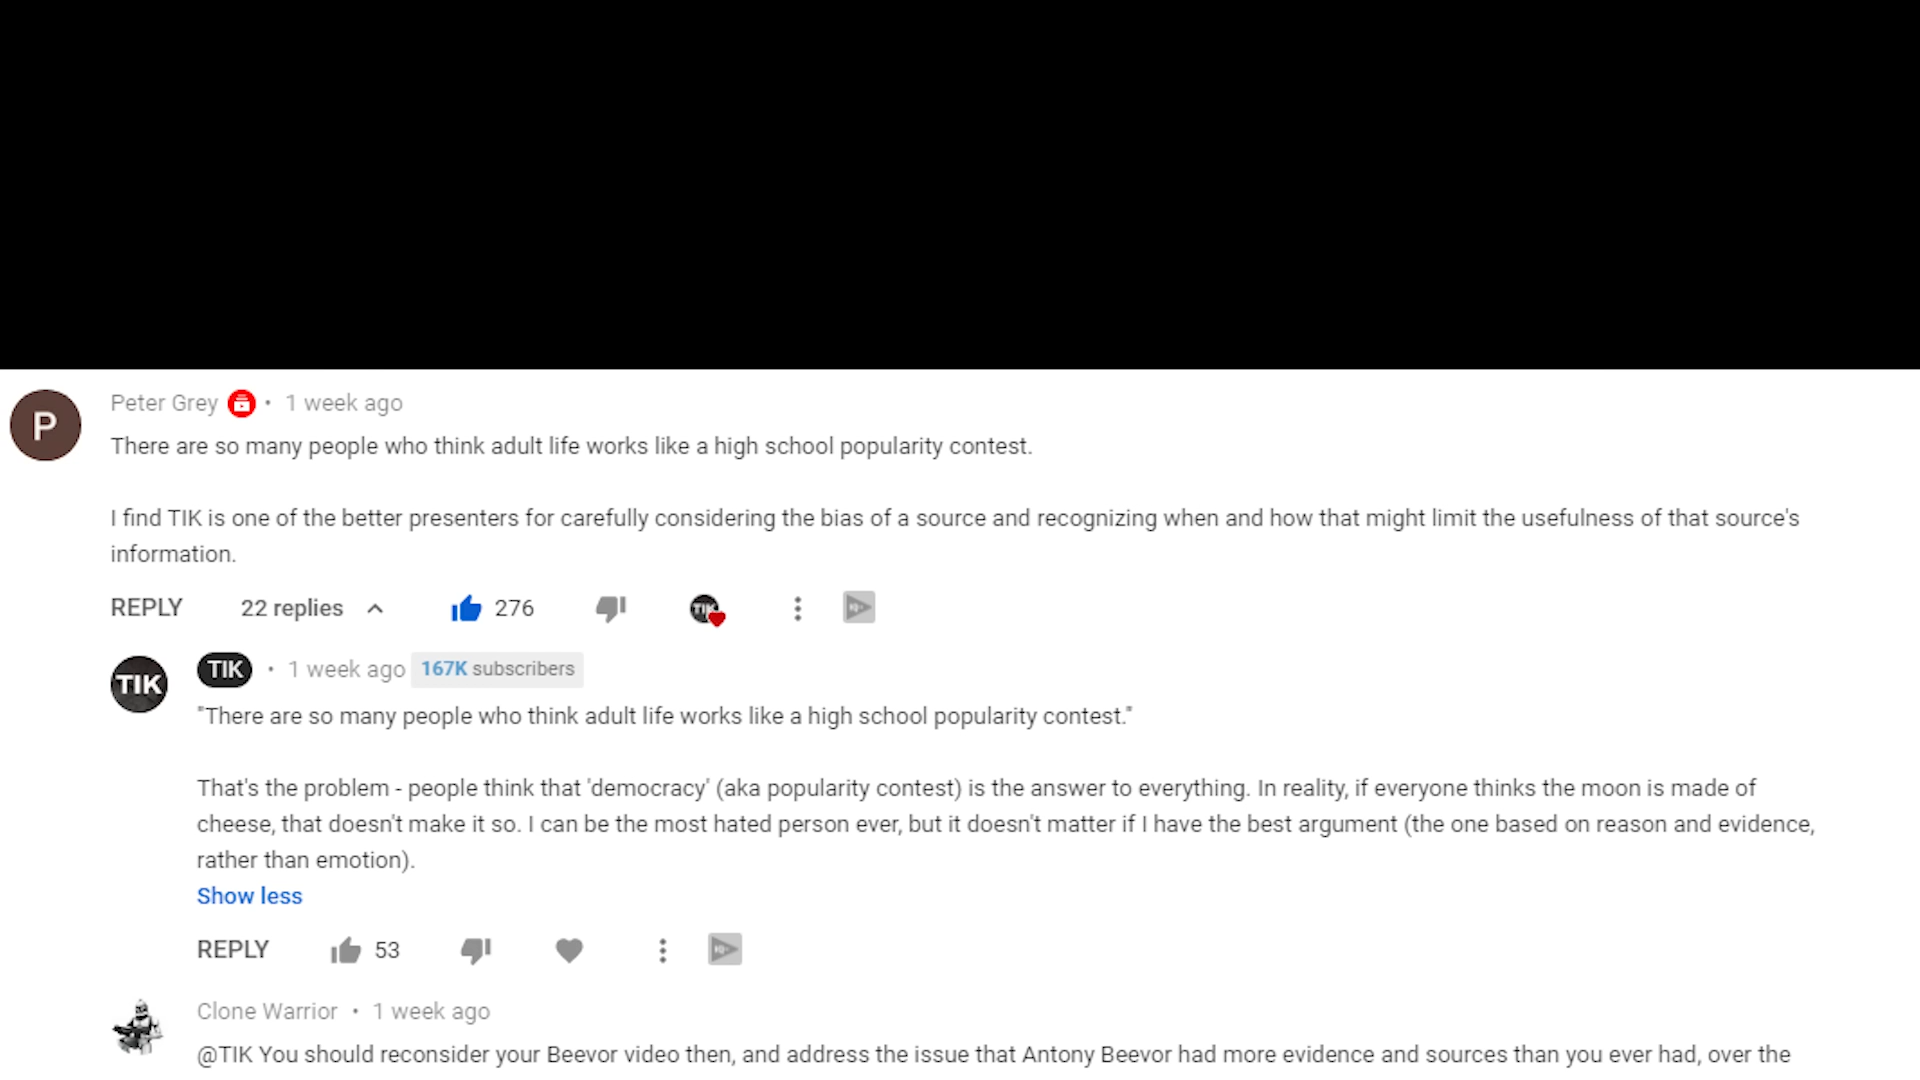 P
Peter Grey • 1 week ago
There are so many people who think adult life works like a high school popularity contest.
I find TIK is one of the better presenters for carefully considering the bias of a source and recognizing when and how that might limit the usefulness of that source's
information.
REPLY 22 replies 276 TIK
TIK TIK • 1 week ago 167K subscribers
"There are so many people who think adult life works like a high school popularity contest."
That's the problem - people think that 'democracy' (aka popularity contest) is the answer to everything. In reality, if everyone thinks the moon is made of
cheese, that doesn't make it so. I can be the most hated person ever, but it doesn't matter if I have the best argument (the one based on reason and evidence,
rather than emotion).
Show less
REPLY 53
Clone Warrior • 1 week ago
@TIK You should reconsider your Beevor video then, and address the issue that Antony Beevor had more evidence and sources than you ever had, over the